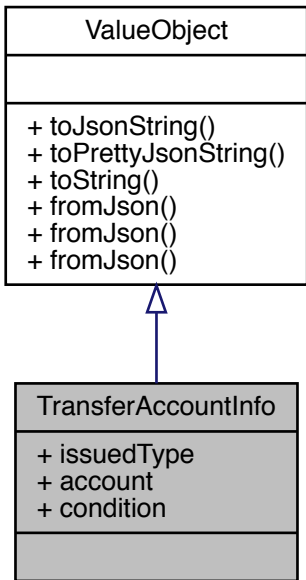 ValueObject
+ toJsonString()
+ toPrettyJsonString()
+ toString()
+ fromJson()
+ fromJson()
+ fromJson()
TransferAccountInfo
+ issuedType
+ account
+ condition